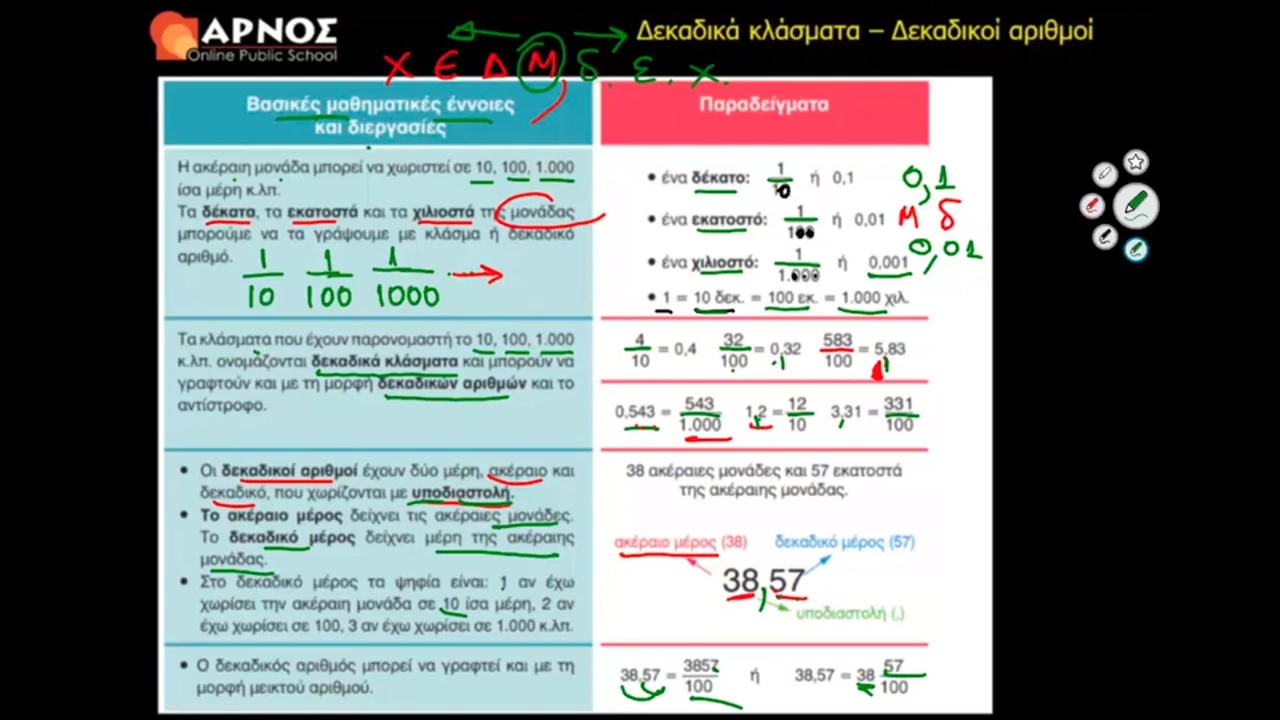 ΑΡΝΟΣ
Online Public School
Δεκαδικά κλάσματα – Δεκαδικοί αριθμοί
Χ Ε Δ Μ, δ. ε. χ.
Βασικές μαθηματικές έννοιες
και διεργασίες
Παραδείγματα
Η ακέραιη μονάδα μπορεί να χωριστεί σε 10, 100, 1.000
ίσα μέρη κ.λπ.
Τα δέκατα, τα εκατοστά και τα χιλιοστά της μονάδας
μπορούμε να τα γράψουμε με κλάσμα ή δεκαδικό
αριθμό.
1/10 1/100 1/1000
• ένα δέκατο: 1/10 ή 0,1
0,1
• ένα εκατοστό: 1/100 ή 0,01
Μ δ
• ένα χιλιοστό: 1/1.000 ή 0,001
0,01
• 1 = 10 δεκ. = 100 εκ. = 1.000 χιλ.
Τα κλάσματα που έχουν παρονομαστή το 10, 100, 1.000
κ.λπ. ονομάζονται δεκαδικά κλάσματα και μπορούν να
γραφτούν και με τη μορφή δεκαδικών αριθμών και το
αντίστροφο.
4/10 = 0,4 32/100 = 0,32 583/100 = 5,83
0,543 = 543/1.000 1,2 = 12/10 3,31 = 331/100
• Οι δεκαδικοί αριθμοί έχουν δύο μέρη, ακέραιο και
δεκαδικό, που χωρίζονται με υποδιαστολή.
• Το ακέραιο μέρος δείχνει τις ακέραιες μονάδες.
Το δεκαδικό μέρος δείχνει μέρη της ακέραιης
μονάδας.
• Στο δεκαδικό μέρος τα ψηφία είναι: 1 αν έχω
χωρίσει την ακέραιη μονάδα σε 10 ίσα μέρη, 2 αν
έχω χωρίσει σε 100, 3 αν έχω χωρίσει σε 1.000 κ.λπ.
38 ακέραιες μονάδες και 57 εκατοστά
της ακέραιης μονάδας.
ακέραιο μέρος (38) δεκαδικό μέρος (57)
38,57
υποδιαστολή (,)
• Ο δεκαδικός αριθμός μπορεί να γραφτεί και με τη
μορφή μεικτού αριθμού.
38,57 = 3857/100 ή 38,57 = 38 57/100